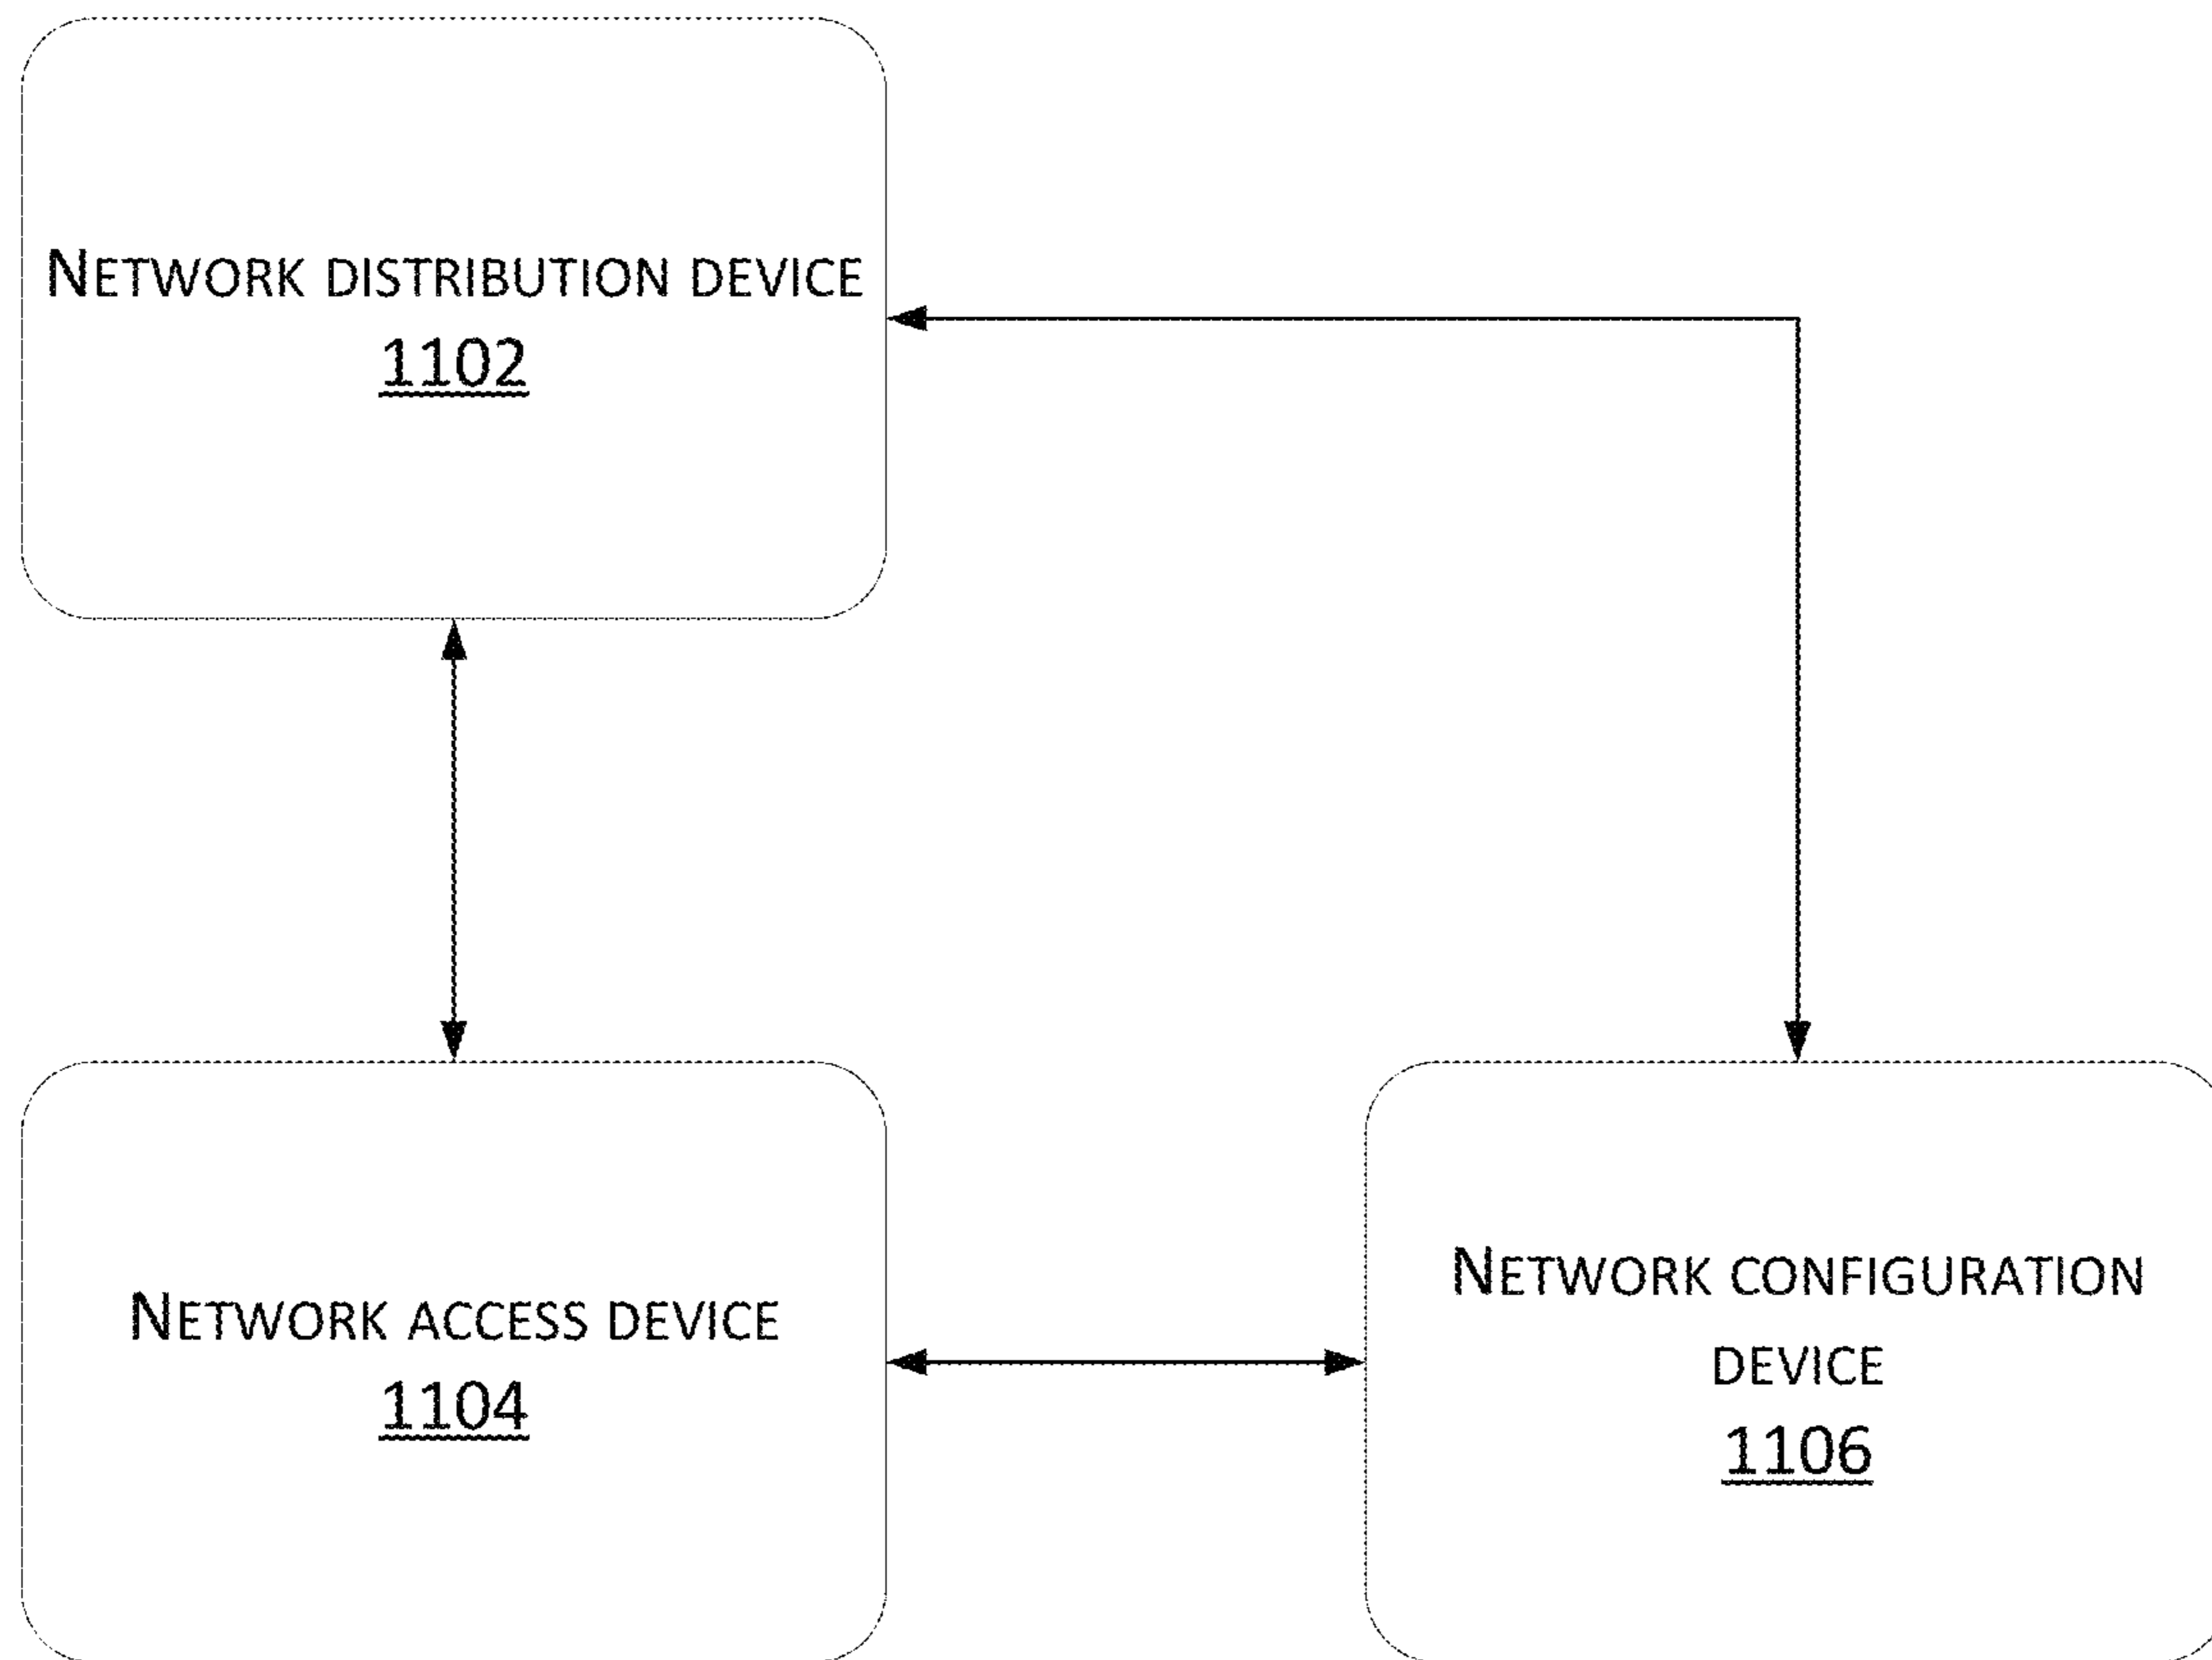 NETWORK DISTRIBUTION DEVICE
1102
NETWORK ACCESS DEVICE
1104
NETWORK CONFIGURATION
DEVICE
1106